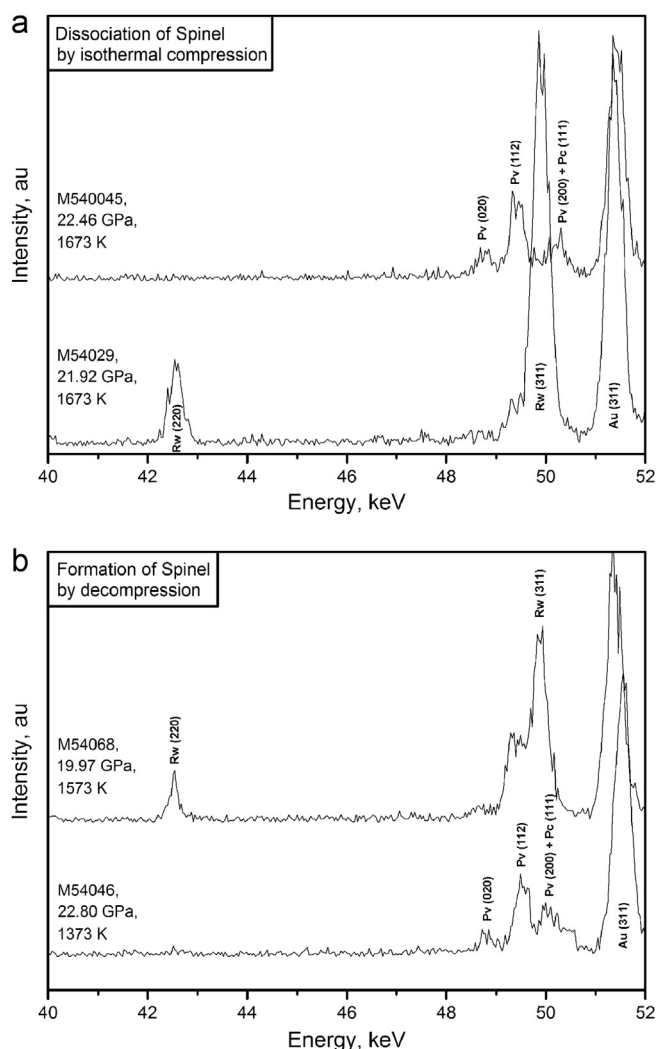 a
Dissociation of Spinel
by isothermal compression
Intensity, au
M540045,
22.46 GPa,
1673 K
Pv (020)
Pv (112)
Pv (200) + Pc (111)
M54029,
21.92 GPa,
1673 K
Rw (220)
Rw (311)
Au (311)
40 42 44 46 48 50 52
Energy, keV
b
Formation of Spinel
by decompression
Intensity, au
M54068,
19.97 GPa,
1573 K
Rw (220)
Rw (311)
M54046,
22.80 GPa,
1373 K
Pv (020)
Pv (112)
Pv (200) + Pc (111)
Au (311)
40 42 44 46 48 50 52
Energy, keV